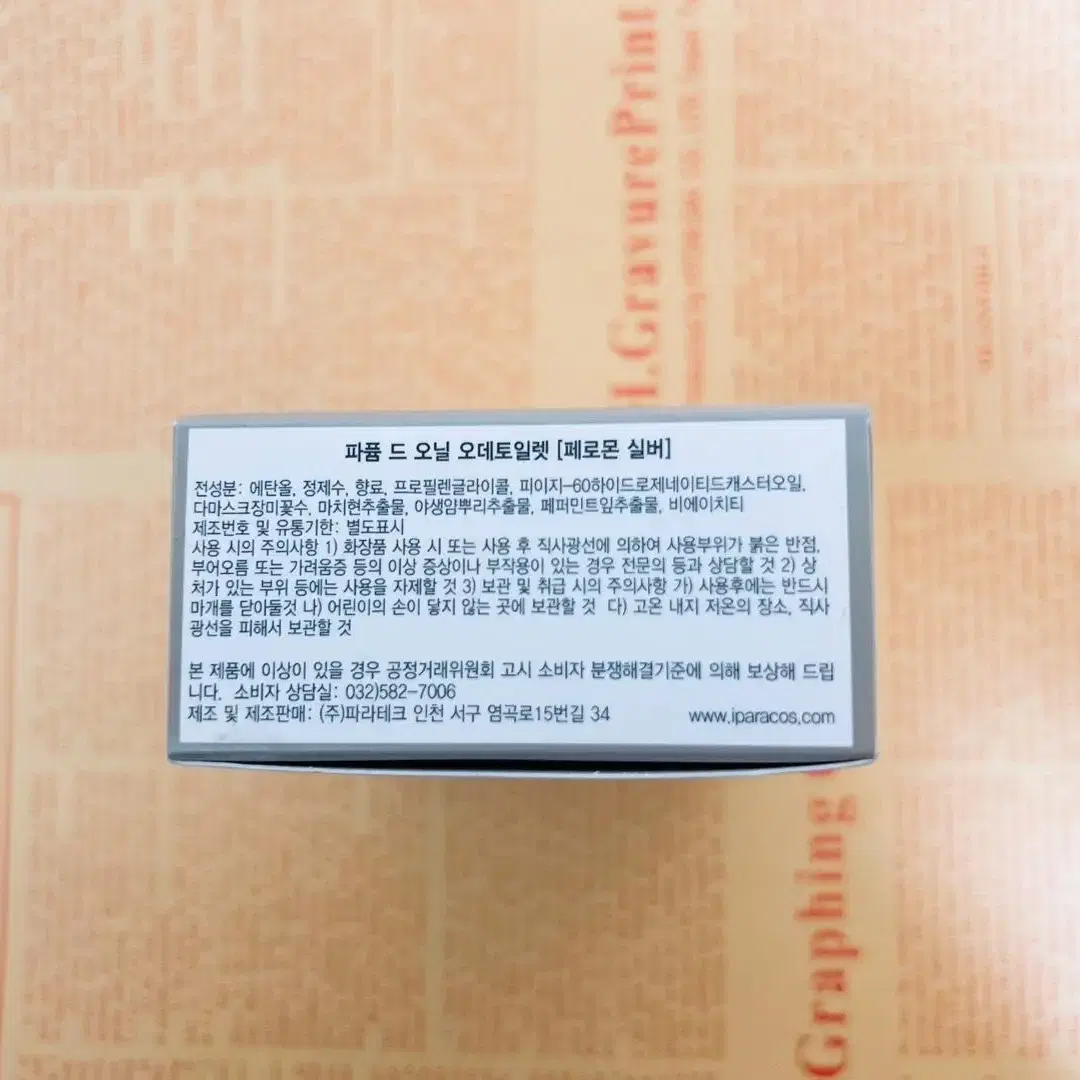 I.GravurePrint
파퓸 드 오닐 오데토일렛 [페로몬 실버]
전성분: 에탄올, 정제수, 향료, 프로필렌글라이콜, 피이지-60하이드로제네이티드캐스터오일,
다마스크장미꽃수, 마치현추출물, 야생얌뿌리추출물, 페퍼민트잎추출물, 비에이치티
제조번호 및 유통기한: 별도표시
사용 시의 주의사항 1) 화장품 사용 시 또는 사용 후 직사광선에 의하여 사용부위가 붉은 반점,
부어오름 또는 가려움증 등의 이상 증상이나 부작용이 있는 경우 전문의 등과 상담할 것 2) 상
처가 있는 부위 등에는 사용을 자제할 것 3) 보관 및 취급 시의 주의사항 가) 사용후에는 반드시
마개를 닫아둘것 나) 어린이의 손이 닿지 않는 곳에 보관할 것 다) 고온 내지 저온의 장소, 직사
광선을 피해서 보관할 것
본 제품에 이상이 있을 경우 공정거래위원회 고시 소비자 분쟁해결기준에 의해 보상해 드립
니다. 소비자 상담실: 032)582-7006
제조 및 제조판매: (주)파라테크 인천 서구 염곡로15번길 34 www.iparacos.com
Graphing